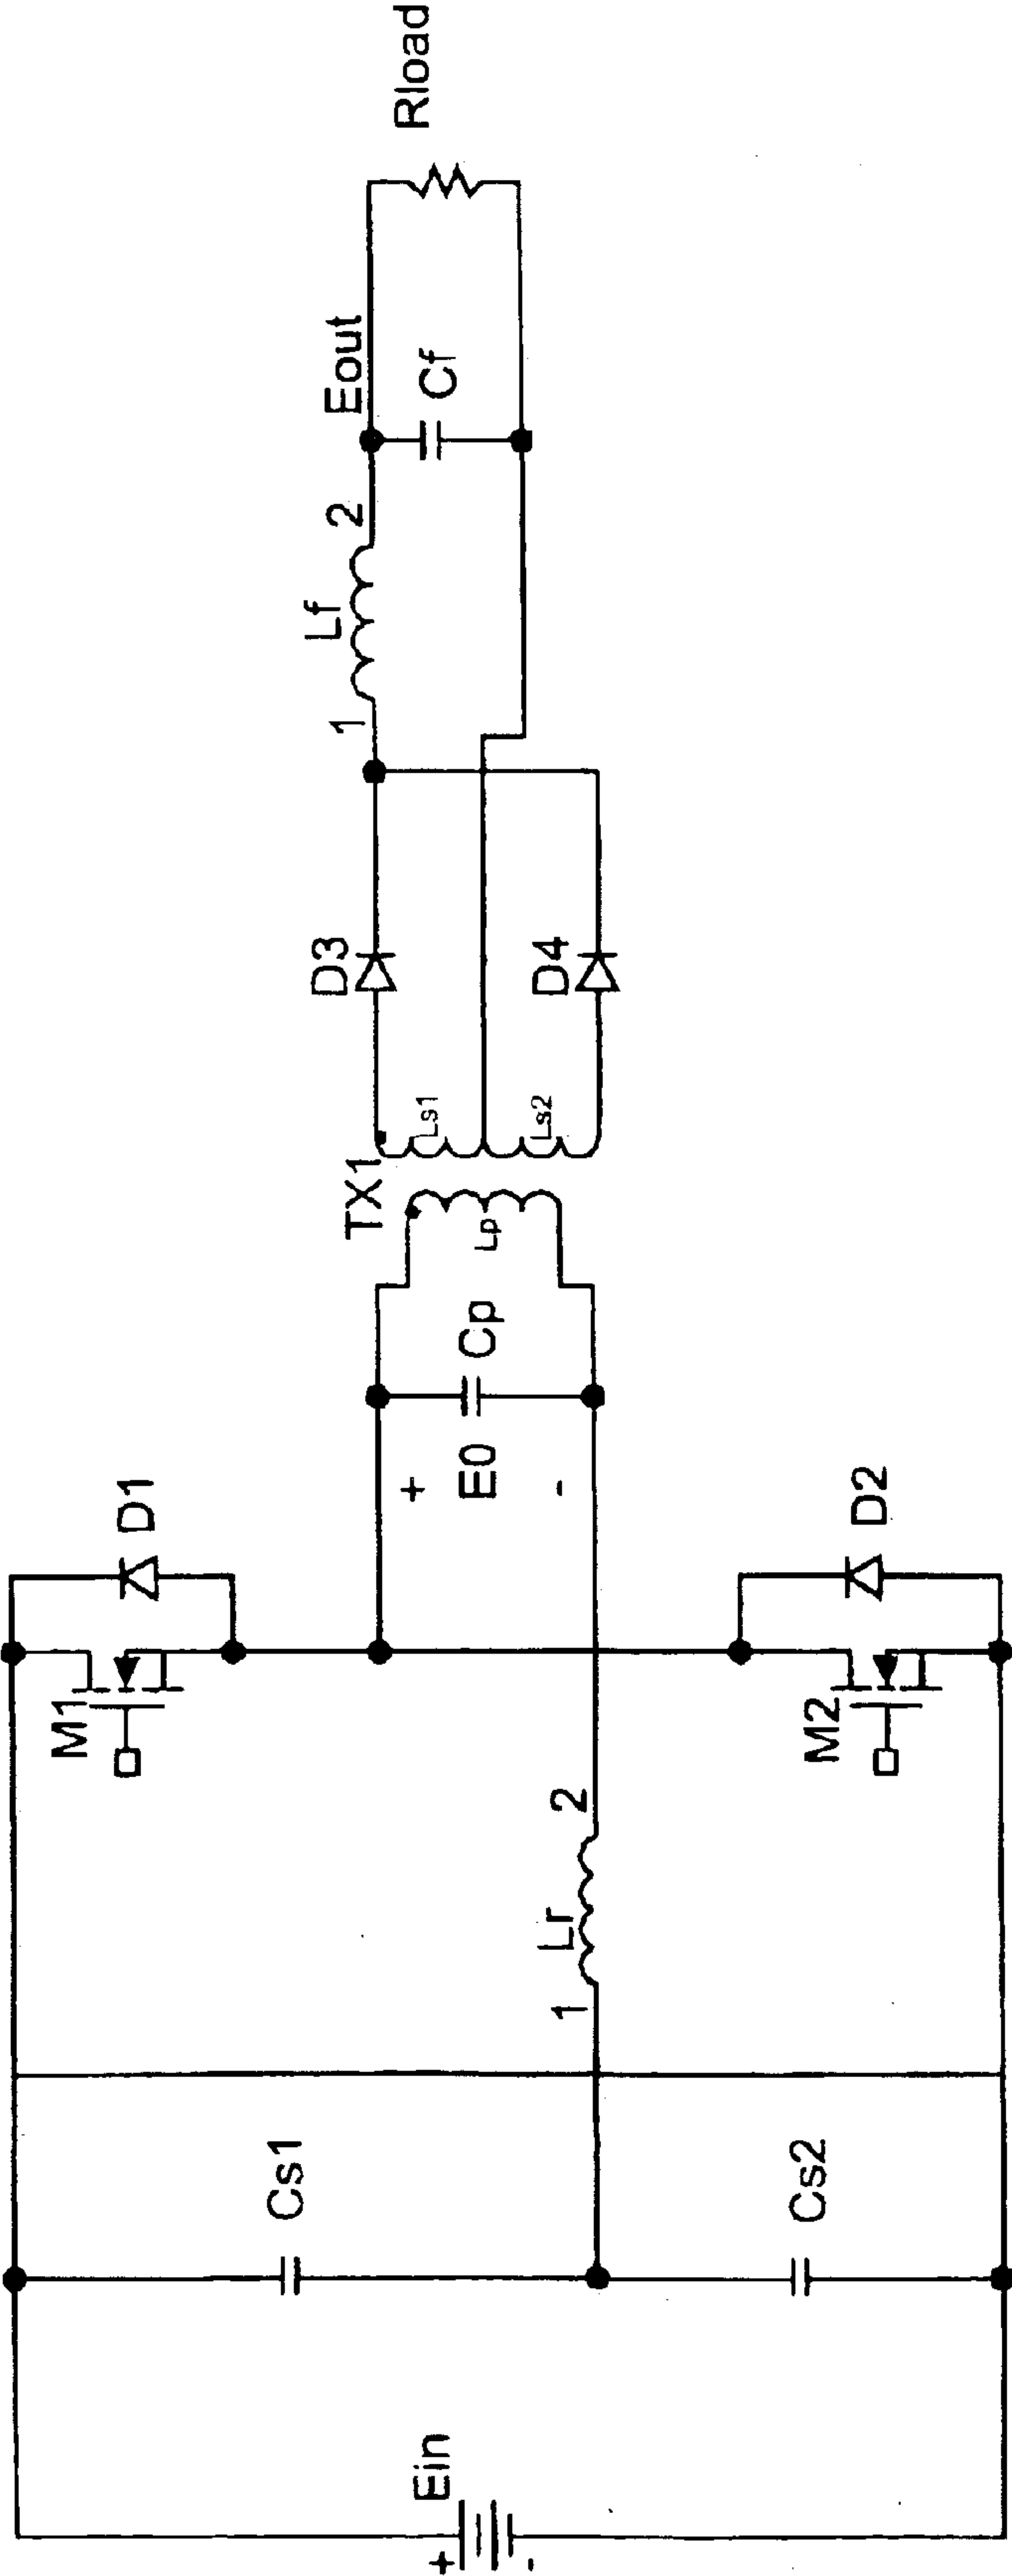 +
Ein
-
Cs1
Cs2
1
Lr
2
M1
D1
M2
D2
+
E0
-
Cp
TX1
Lp
Ls1
Ls2
D3
D4
1
Lf
2
Eout
Cf
Rload